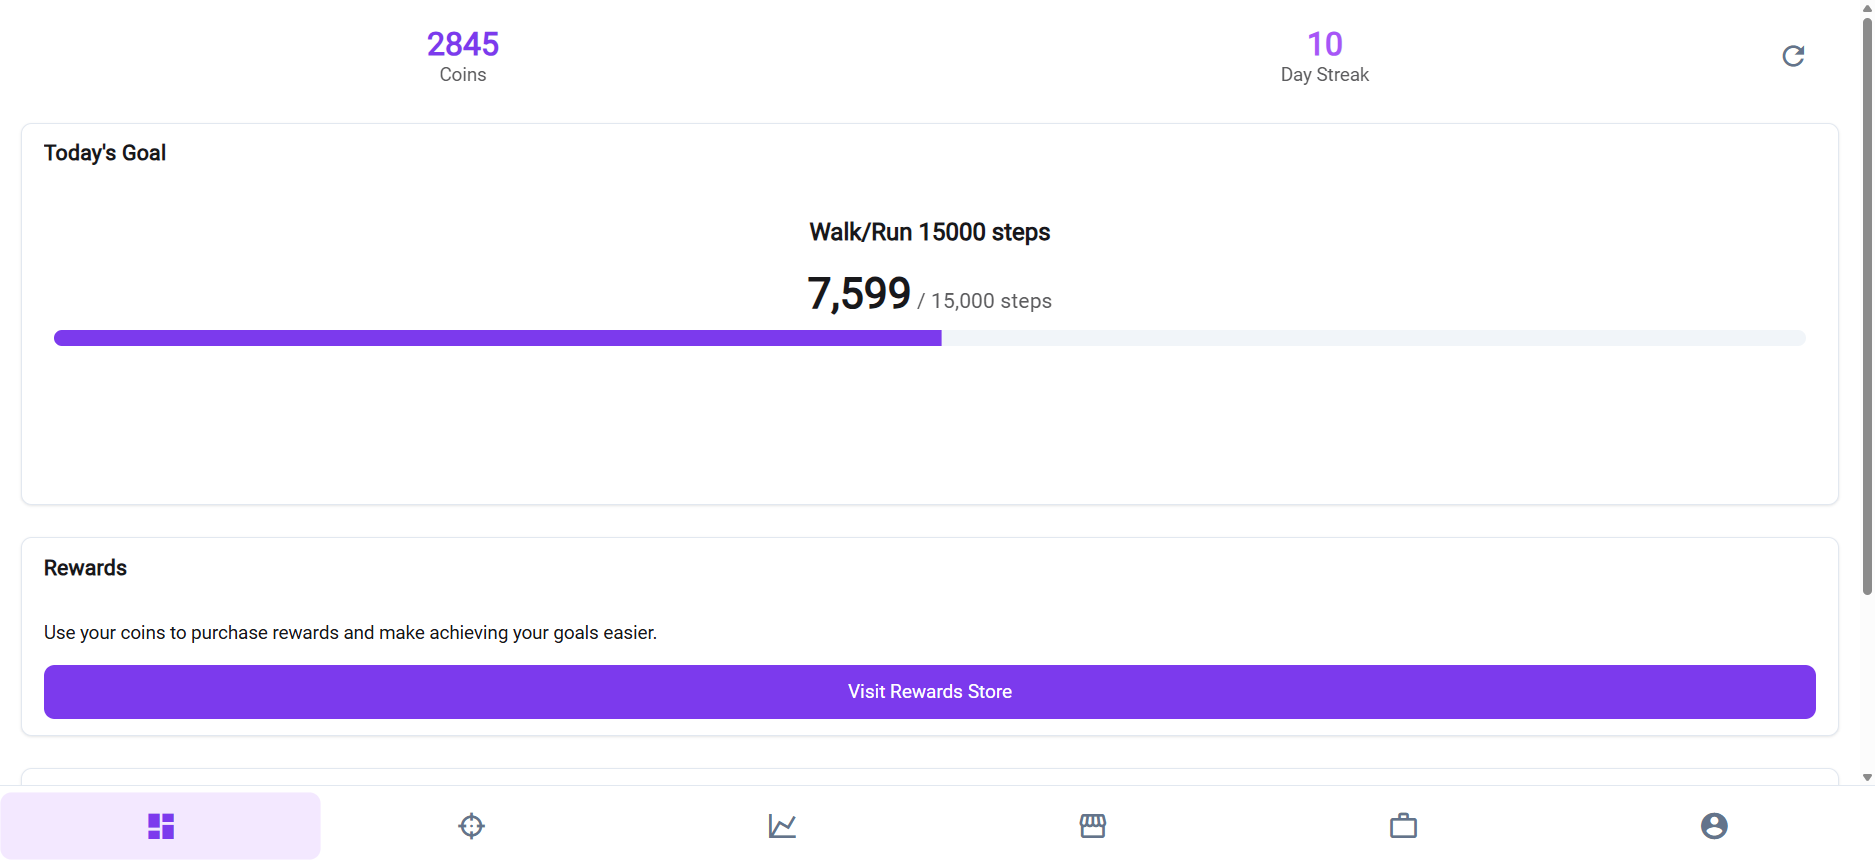 2845
Coins
10
Day Streak
Today's Goal
Walk/Run 15000 steps
7,599 / 15,000 steps
Rewards
Use your coins to purchase rewards and make achieving your goals easier.
Visit Rewards Store